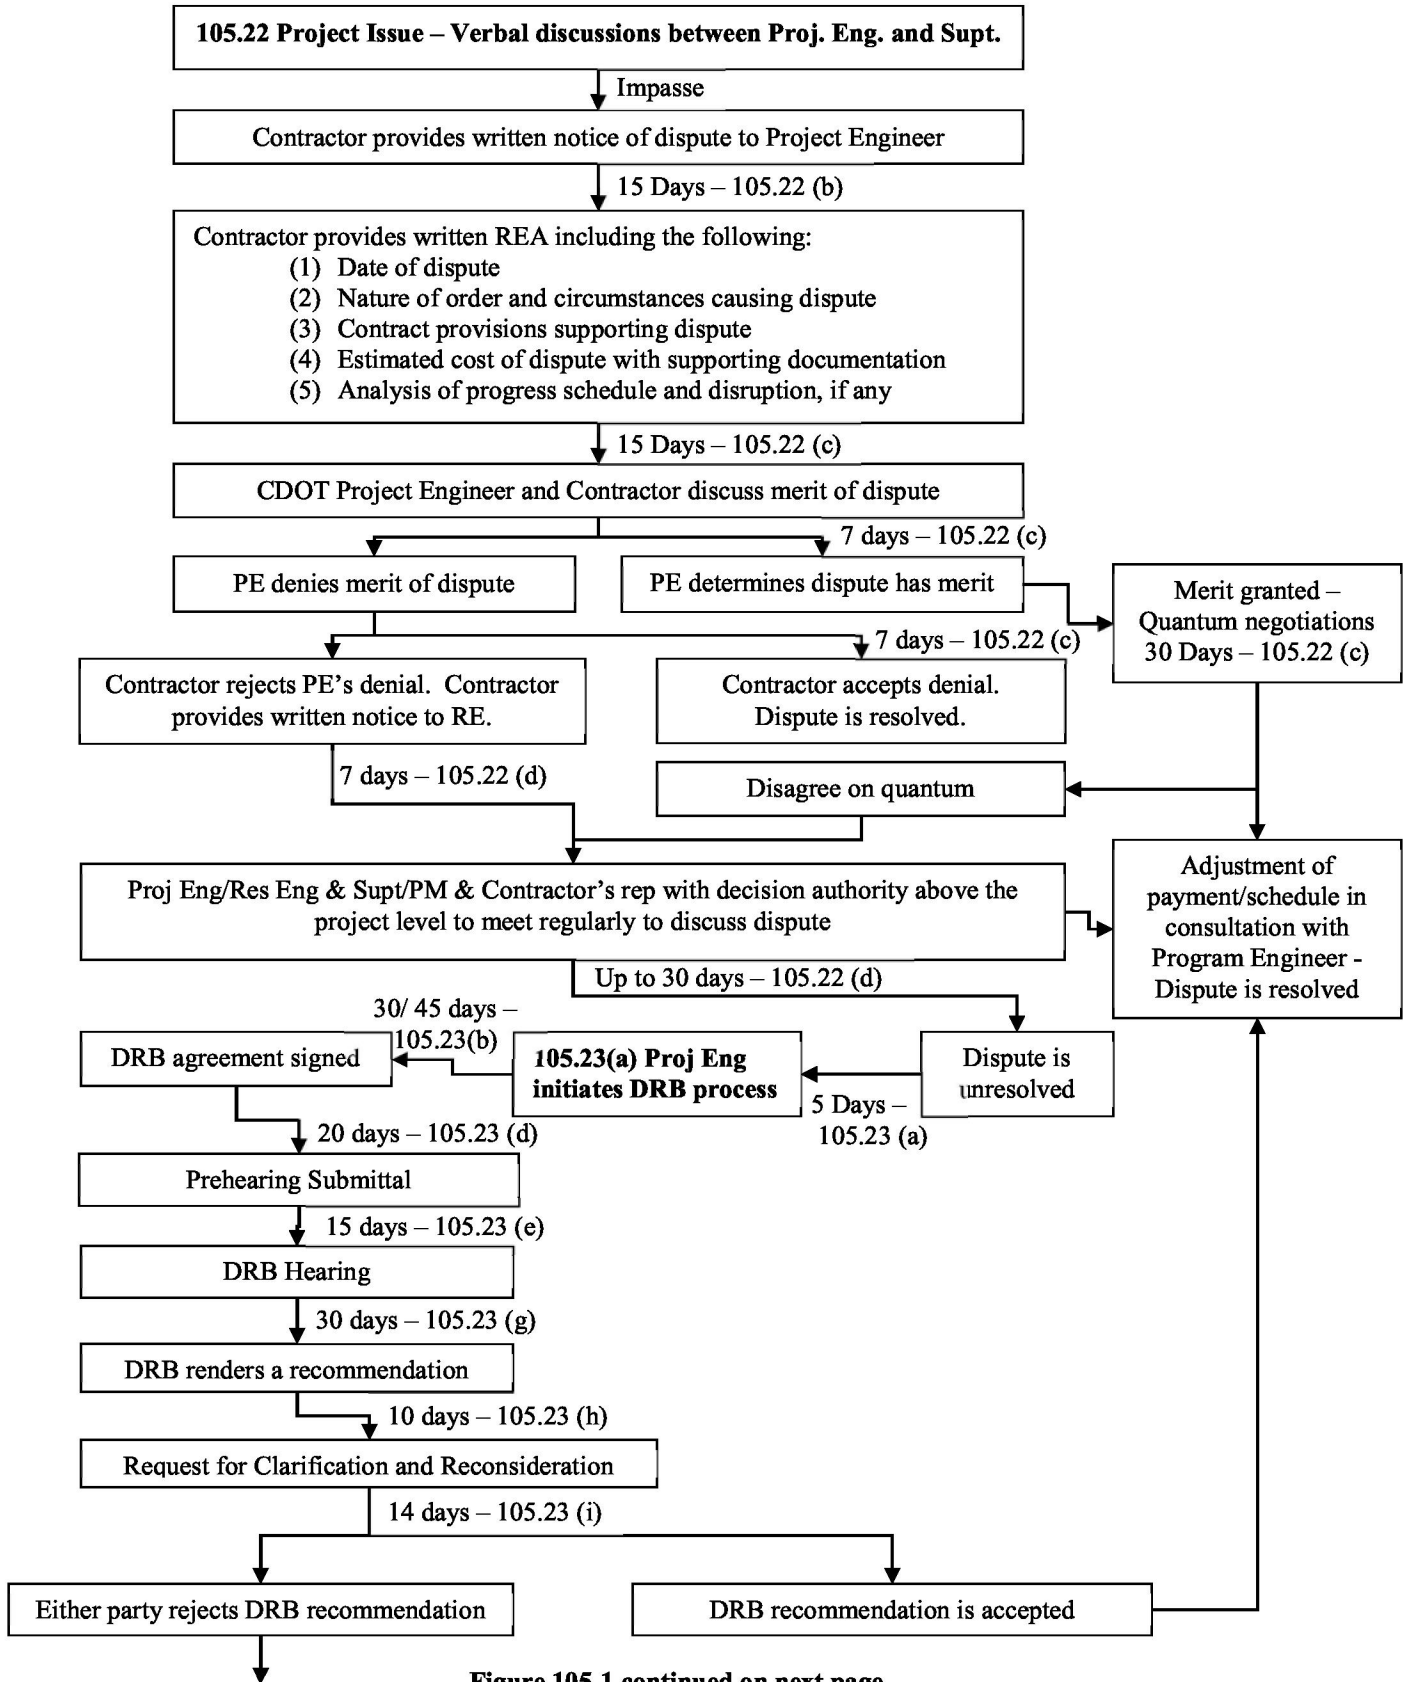 105.22 Project Issue – Verbal discussions between Proj. Eng. and Supt.
Impasse
Contractor provides written notice of dispute to Project Engineer
15 Days – 105.22 (b)
Contractor provides written REA including the following:
(1) Date of dispute
(2) Nature of order and circumstances causing dispute
(3) Contract provisions supporting dispute
(4) Estimated cost of dispute with supporting documentation
(5) Analysis of progress schedule and disruption, if any
15 Days – 105.22 (c)
CDOT Project Engineer and Contractor discuss merit of dispute
7 days – 105.22 (c)
PE denies merit of dispute
PE determines dispute has merit
Merit granted –
Quantum negotiations
30 Days – 105.22 (c)
7 days – 105.22 (c)
Contractor rejects PE's denial. Contractor
provides written notice to RE.
Contractor accepts denial.
Dispute is resolved.
7 days – 105.22 (d)
Disagree on quantum
Proj Eng/Res Eng & Supt/PM & Contractor's rep with decision authority above the
project level to meet regularly to discuss dispute
Adjustment of
payment/schedule in
consultation with
Program Engineer -
Dispute is resolved
Up to 30 days – 105.22 (d)
30/ 45 days –
105.23(b)
DRB agreement signed
105.23(a) Proj Eng
initiates DRB process
Dispute is
unresolved
5 Days –
105.23 (a)
20 days – 105.23 (d)
Prehearing Submittal
15 days – 105.23 (e)
DRB Hearing
30 days – 105.23 (g)
DRB renders a recommendation
10 days – 105.23 (h)
Request for Clarification and Reconsideration
14 days – 105.23 (i)
Either party rejects DRB recommendation
DRB recommendation is accepted
Figure 105-1 continued on next page